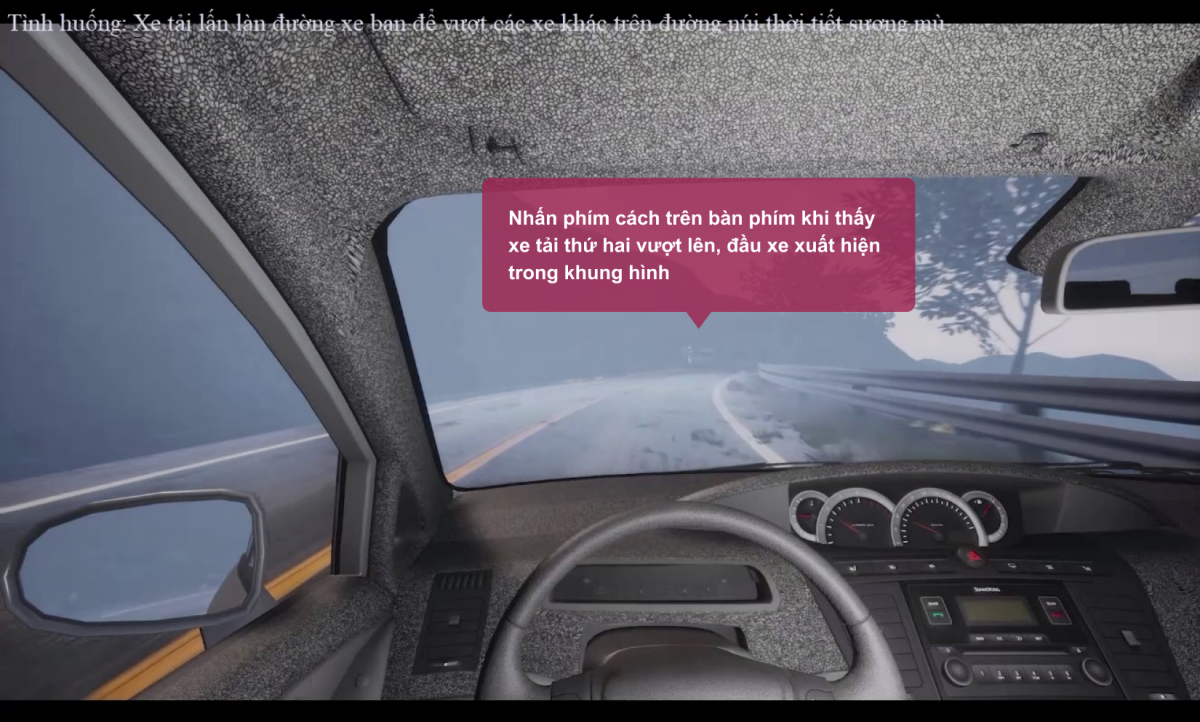 Tình huống: Xe tải lấn làn đường xe bạn để vượt các xe khác trên đường núi thời tiết sương mù
Nhấn phím cách trên bàn phím khi thấy
xe tải thứ hai vượt lên, đầu xe xuất hiện
trong khung hình